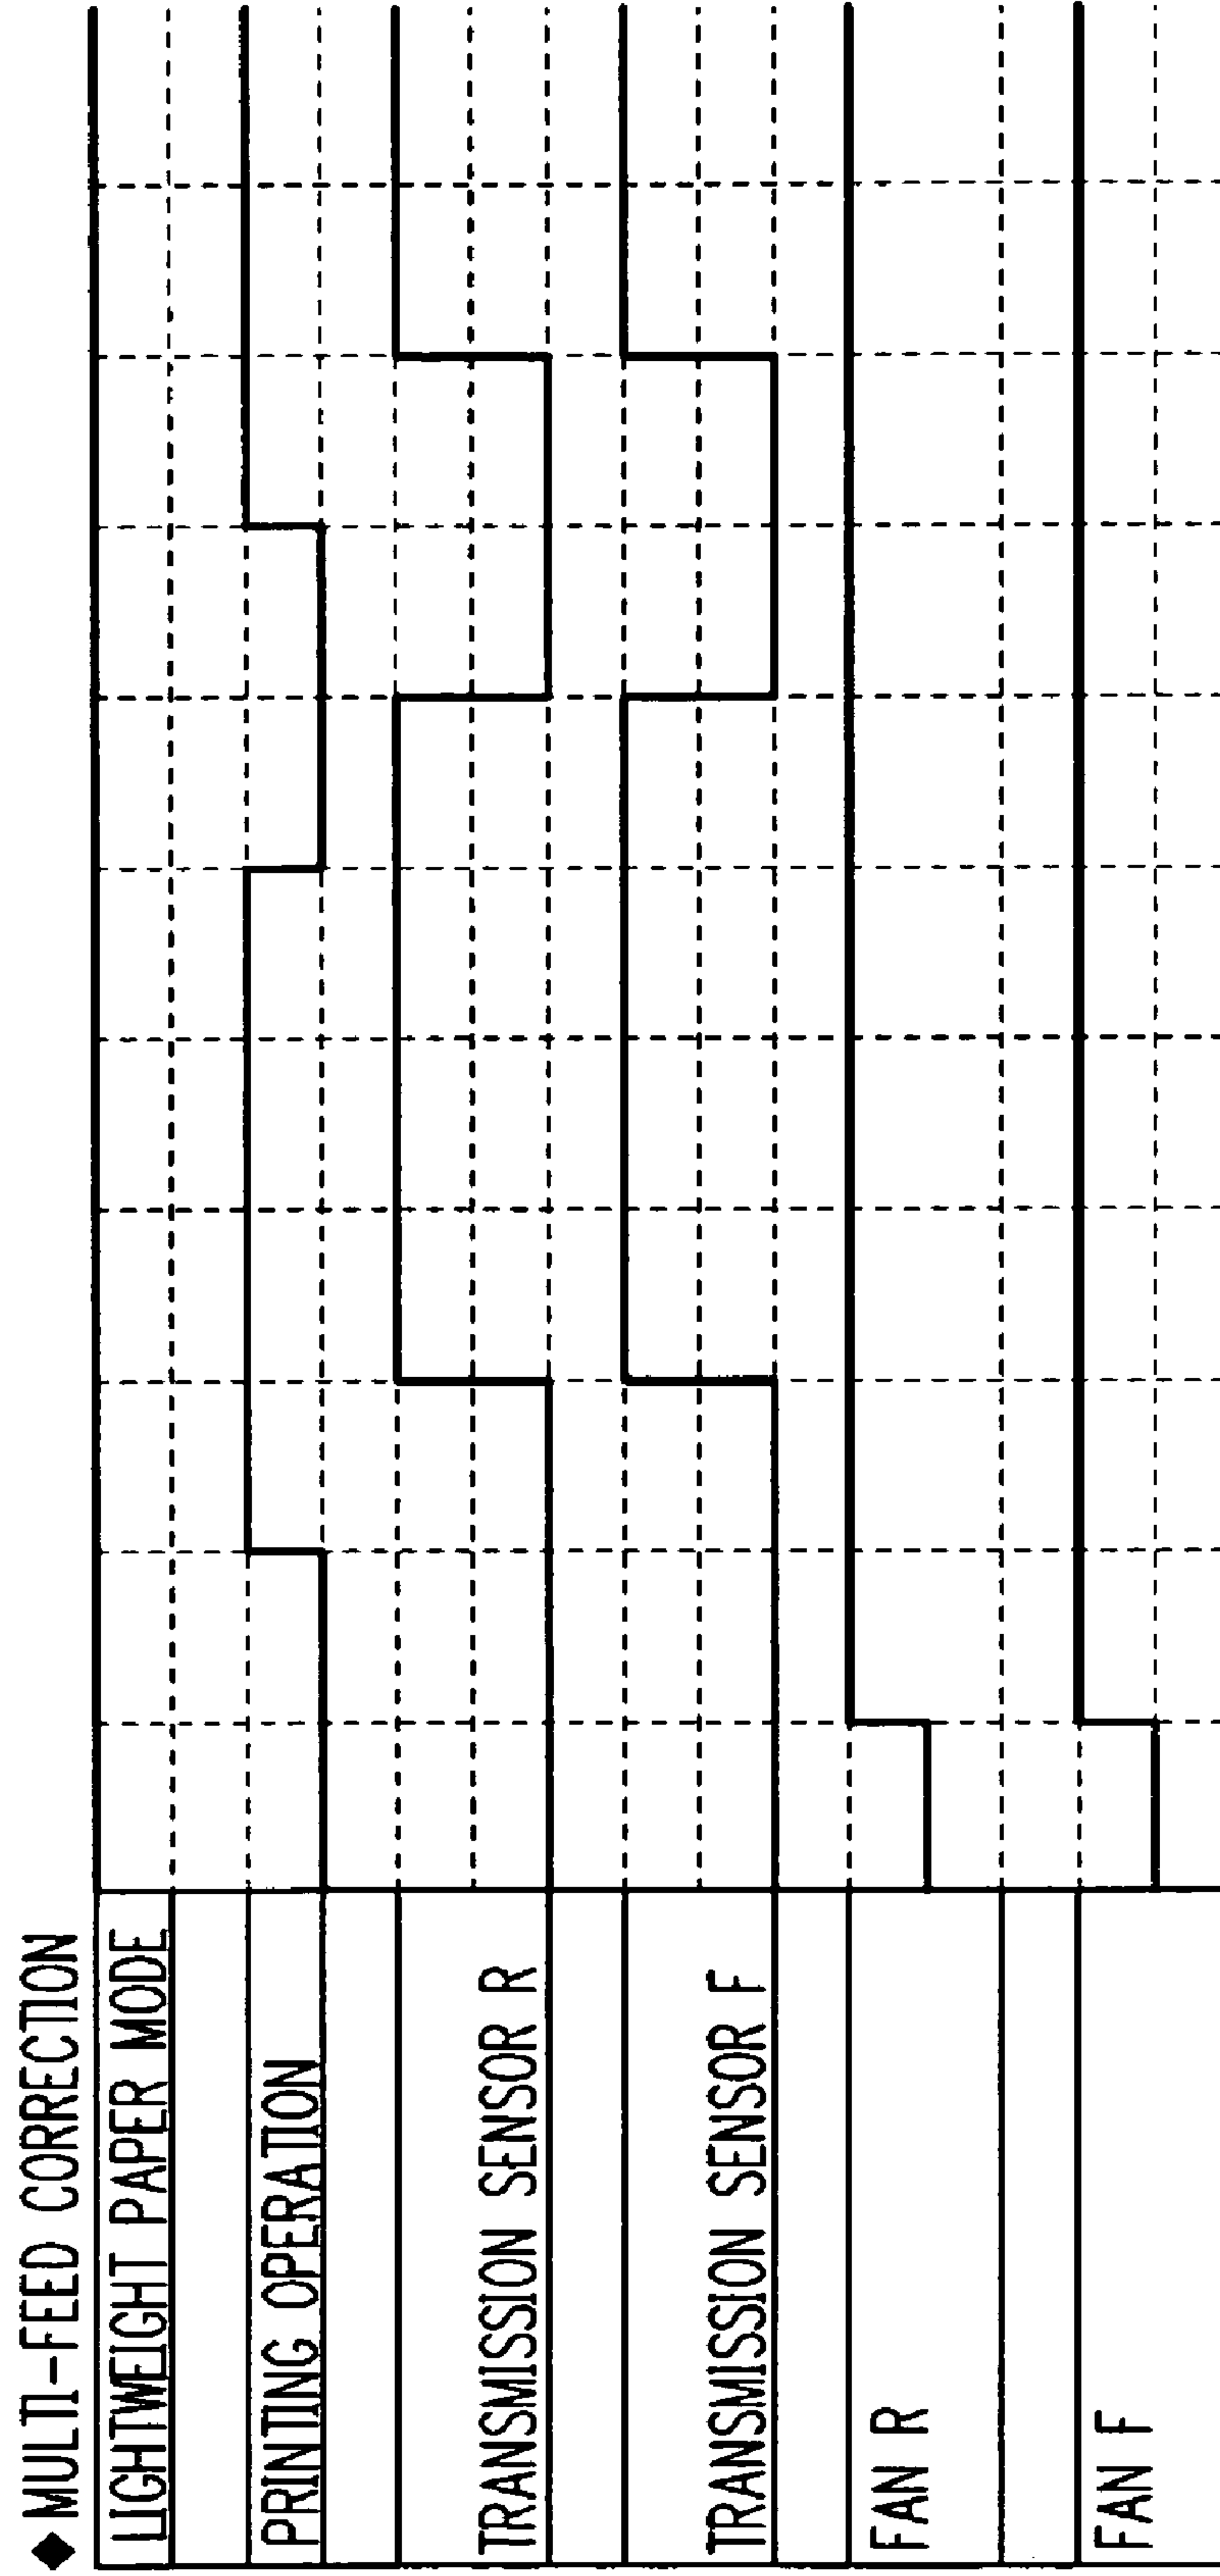 ◆ MULTI-FEED CORRECTION
LIGHTWEIGHT PAPER MODE
PRINTING OPERATION
TRANSMISSION SENSOR R
TRANSMISSION SENSOR F
FAN R
FAN F